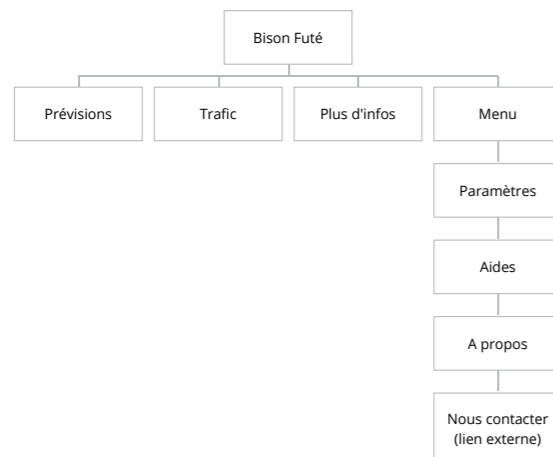 Bison Futé
Prévisions
Trafic
Plus d'infos
Menu
Paramètres
Aides
A propos
Nous contacter
(lien externe)